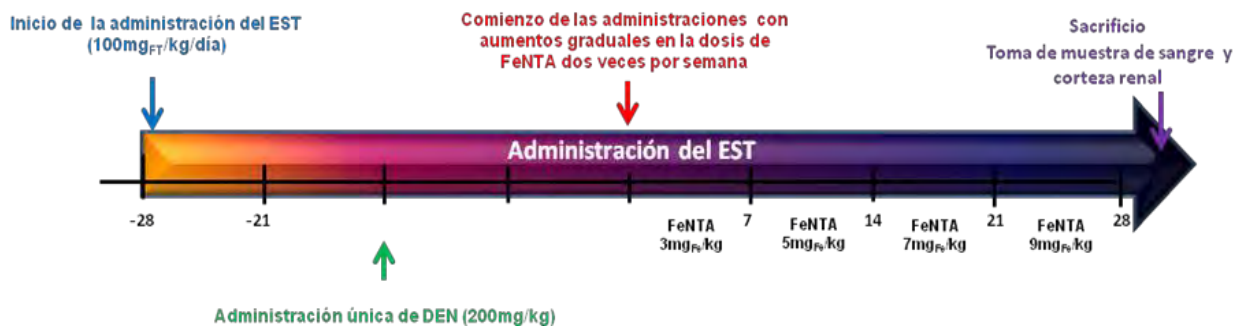 Inicio de la administración del EST
(100mgFT/kg/día)
Comienzo de las administraciones con
aumentos graduales en la dosis de
FeNTA dos veces por semana
Sacrificio
Toma de muestra de sangre y
corteza renal
Administración del EST
-28
-21
7
14
21
28
FeNTA
3mgFe/kg
FeNTA
5mgFe/kg
FeNTA
7mgFe/kg
FeNTA
9mgFe/kg
Administración única de DEN (200mg/kg)